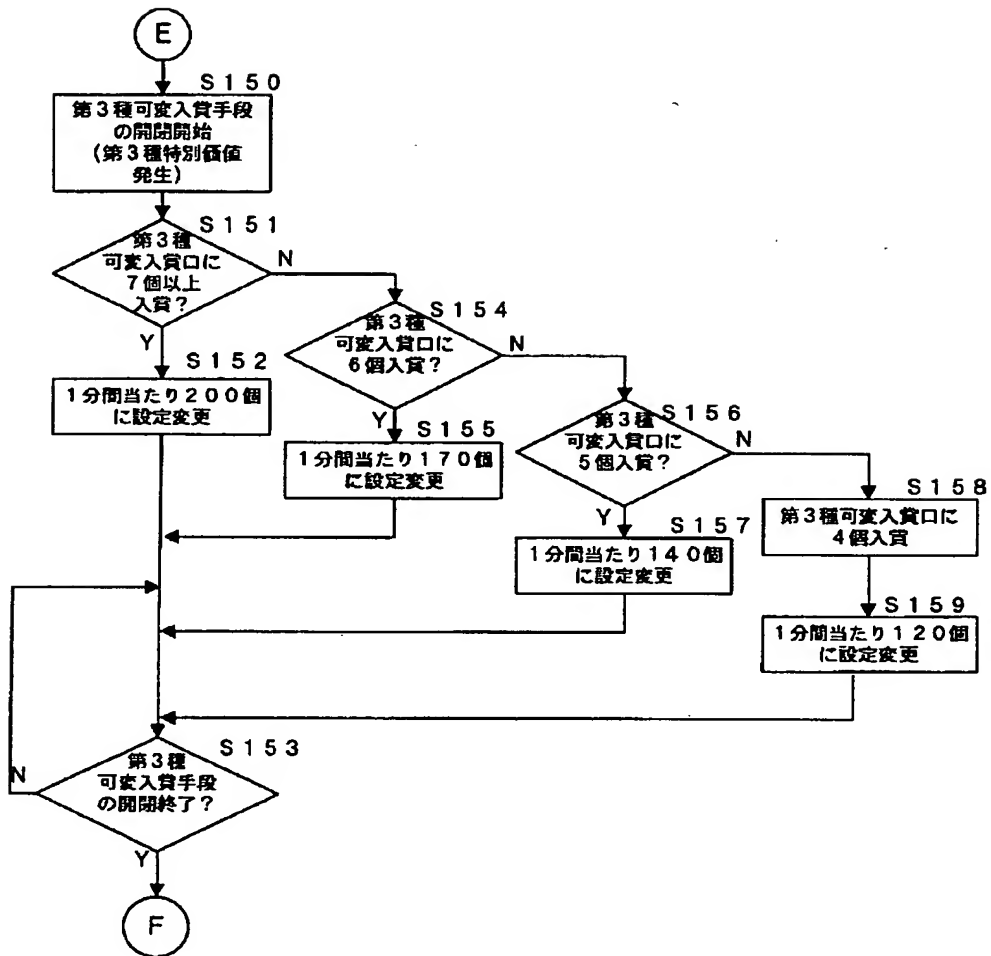 E
S150
第3種可変入賞手段
の開閉開始
(第3種特別価値
発生)
S151
第3種
可変入賞口に
7個以上
入賞?
N
Y
S154
第3種
可変入賞口に
6個入賞?
N
Y
S152
1分間当たり200個
に設定変更
S155
1分間当たり170個
に設定変更
S156
第3種
可変入賞口に
5個入賞?
N
Y
S157
1分間当たり140個
に設定変更
S158
第3種可変入賞口に
4個入賞
S159
1分間当たり120個
に設定変更
S153
第3種
可変入賞手段
の開閉終了?
N
Y
F